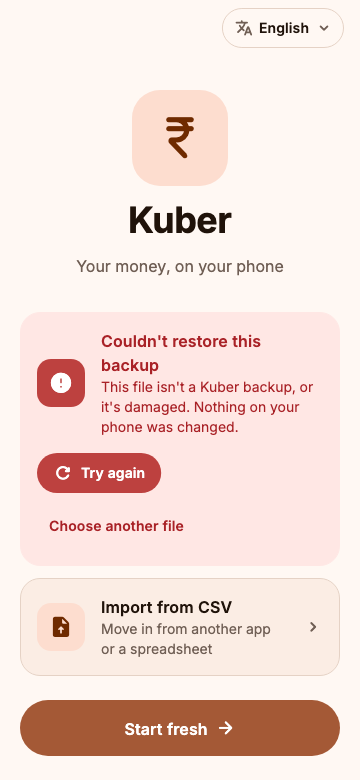 English
Kuber
Your money, on your phone
Couldn't restore this
backup
This file isn't a Kuber backup, or
it's damaged. Nothing on your
phone was changed.
Try again
Choose another file
Import from CSV
Move in from another app
or a spreadsheet
Start fresh